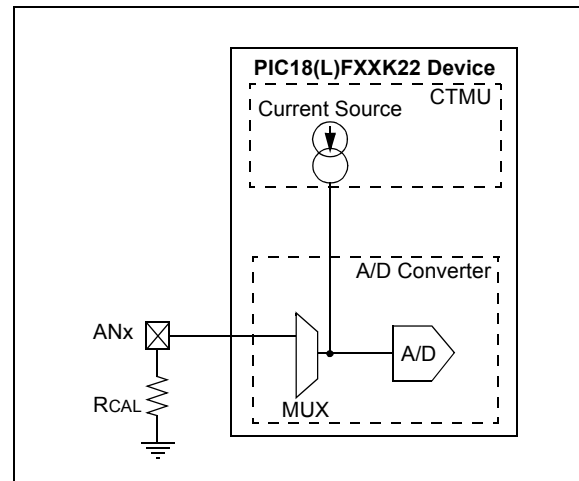 PIC18(L)FXXK22 Device
CTMU
Current Source
A/D Converter
ANx
A/D
RCAL
MUX